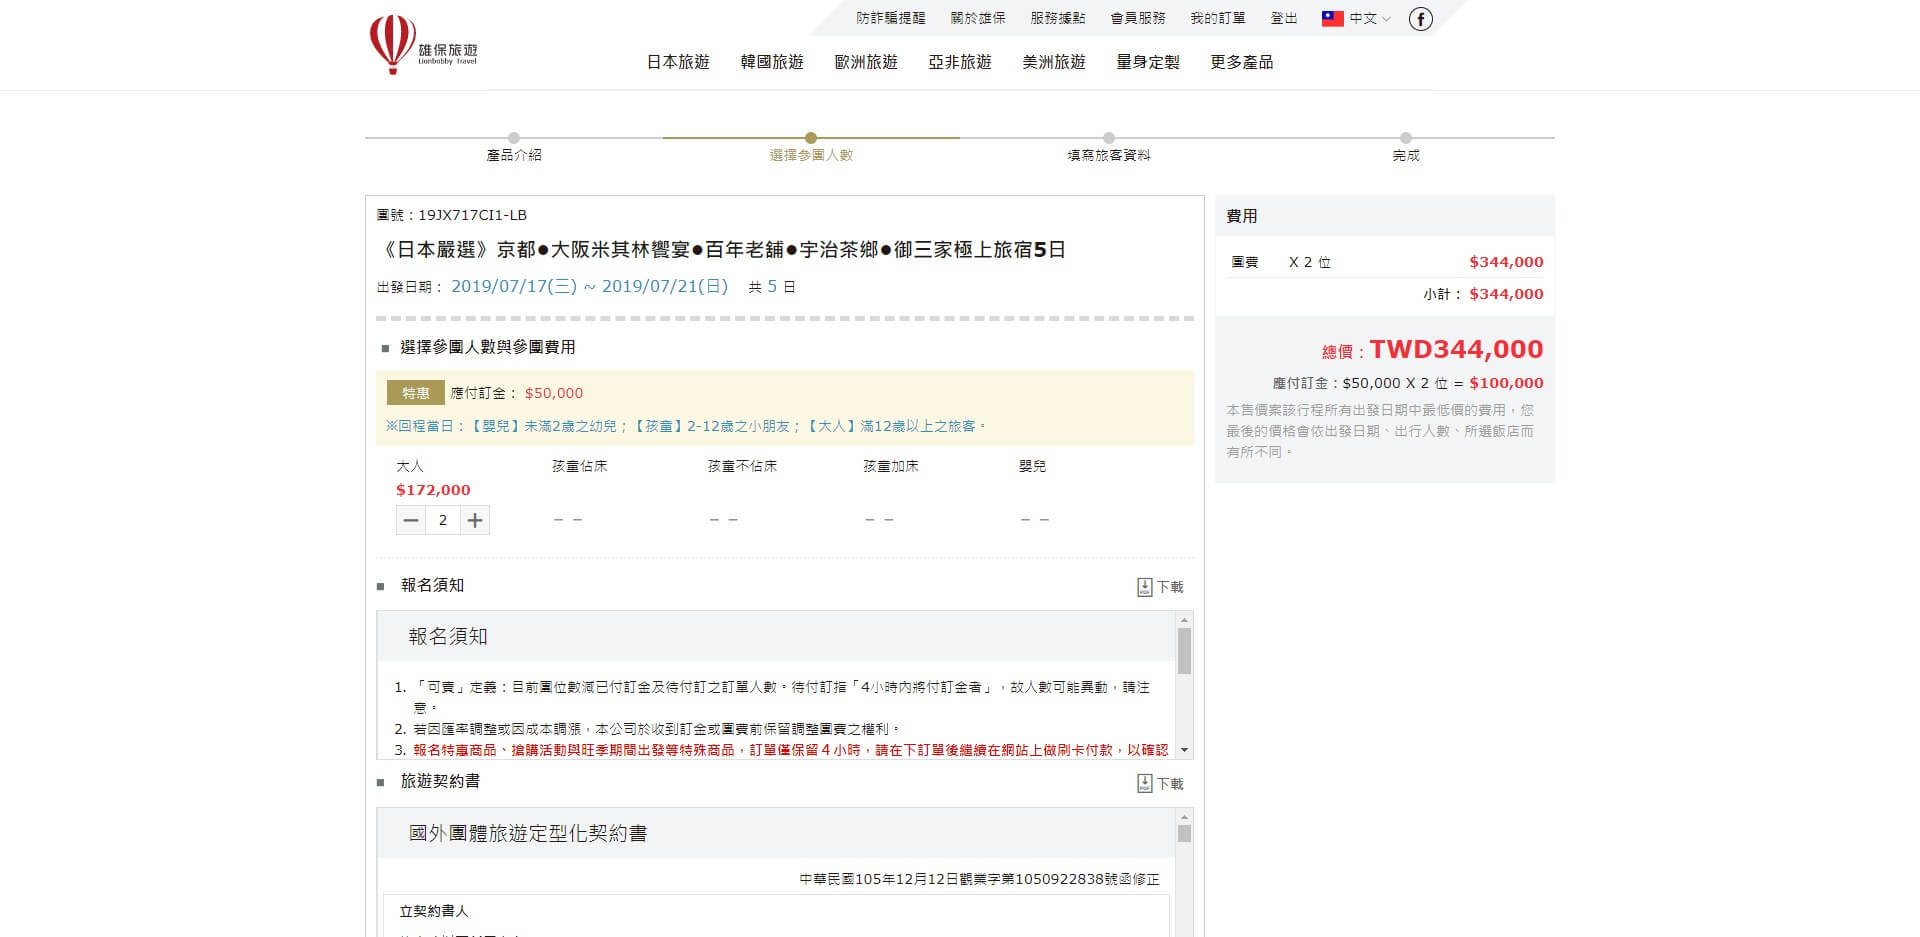 防詐騙提醒 關於雄保 服務據點 會員服務 我的訂單 登出 中文
雄保旅遊
Lionbobby Travel
日本旅遊 韓國旅遊 歐洲旅遊 亞非旅遊 美洲旅遊 量身定製 更多產品
產品介紹 選擇參團人數 填寫旅客資料 完成
團號：19JX717CI1-LB
《日本嚴選》京都●大阪米其林饗宴●百年老舖●宇治茶鄉●御三家極上旅宿5日
出發日期： 2019/07/17(三) ~ 2019/07/21(日) 共 5 日
選擇參團人數與參團費用
特惠 應付訂金： $50,000
※回程當日：【嬰兒】未滿2歲之幼兒；【孩童】2-12歲之小朋友；【大人】滿12歲以上之旅客。
大人 孩童佔床 孩童不佔床 孩童加床 嬰兒
$172,000
2 – – – – – – – –
報名須知 下載
報名須知
1. 「可賣」定義：目前團位數減已付訂金及待付訂之訂單人數。待付訂指「4小時內將付訂金者」，故人數可能異動，請注
意。
2. 若因匯率調整或因成本調漲，本公司於收到訂金或團費前保留調整團費之權利。
3. 報名特惠商品、搶購活動與旺季期間出發等特殊商品，訂單僅保留 4 小時，請在下訂單後繼續在網站上做刷卡付款，以確認
旅遊契約書 下載
國外團體旅遊定型化契約書
中華民國105年12月12日觀業字第1050922838號函修正
立契約書人
費用
團費 X 2 位 $344,000
小計： $344,000
總價：TWD344,000
應付訂金：$50,000 X 2 位 = $100,000
本售價案該行程所有出發日期中最低價的費用，您
最後的價格會依出發日期、出行人數、所選飯店而
有所不同。